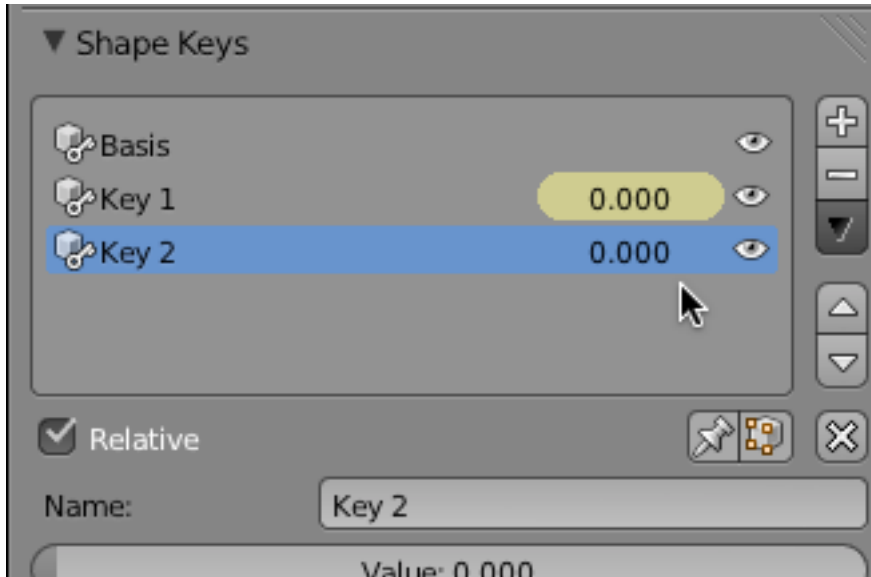 Shape Keys
Basis
Key 1 0.000
Key 2 0.000
Relative
Name: Key 2
Value: 0.000